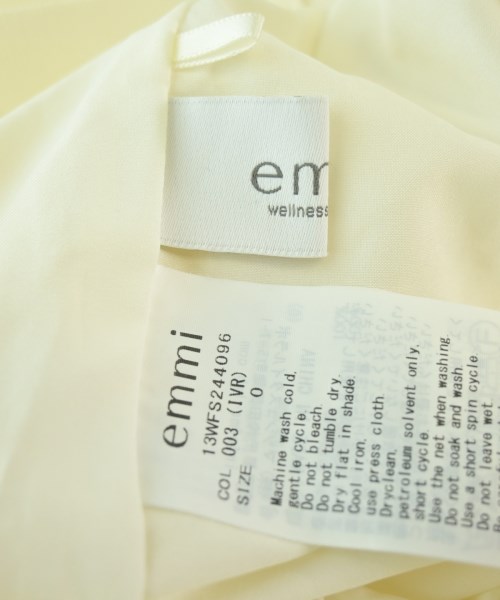 em
wellness
emmi
13WFS244096
COL 003 (IVR)
SIZE 0
Machine wash cold,
gentle cycle.
Do not bleach.
Do not tumble dry.
Dry flat in shade.
Cool iron.
use press cloth.
Dryclean,
petroleum solvent only,
short cycle.
Use the net when washing.
Do not soak and wash.
Use a short spin cycle.
Do not leave wet.